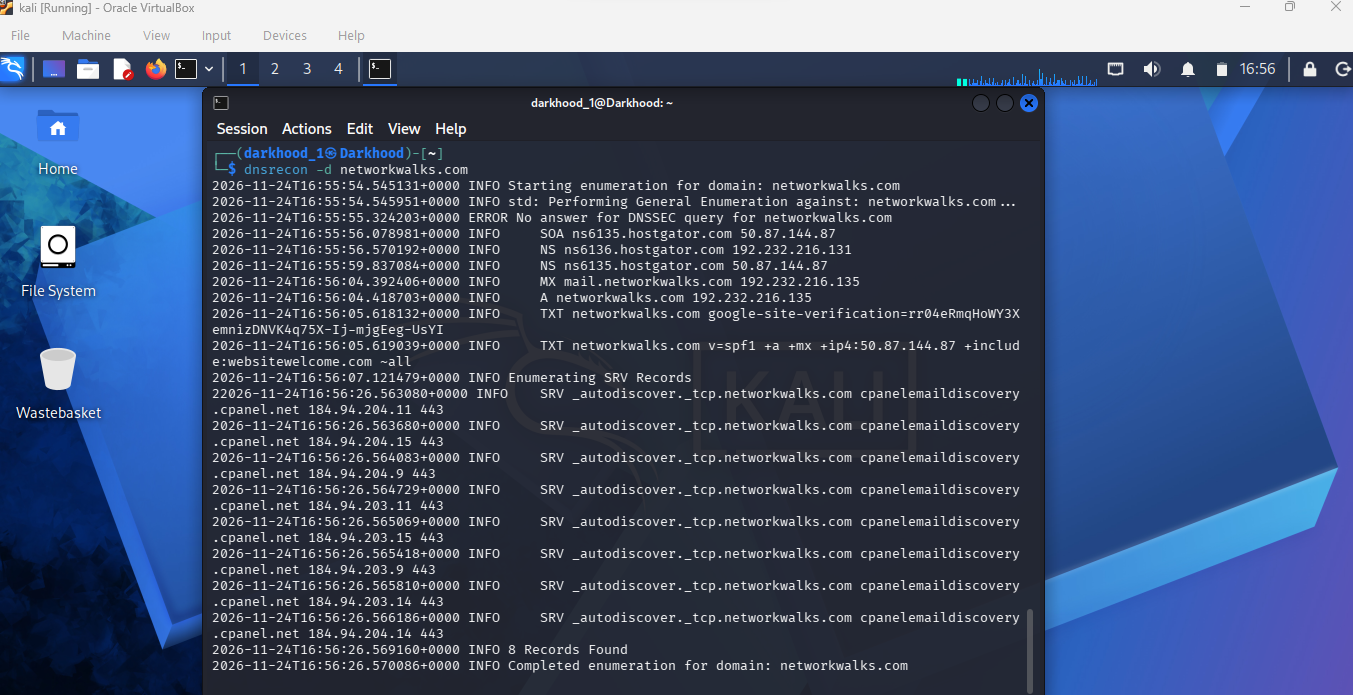 kali [Running] - Oracle VirtualBox
File Machine View Input Devices Help
1 2 3 4 16:56
Home
File System
Wastebasket
darkhood_1@Darkhood: ~
Session Actions Edit View Help
┌──(darkhood_1㉿Darkhood)-[~]
└─$ dnsrecon -d networkwalks.com
2026-11-24T16:55:54.545131+0000 INFO Starting enumeration for domain: networkwalks.com
2026-11-24T16:55:54.545951+0000 INFO std: Performing General Enumeration against: networkwalks.com...
2026-11-24T16:55:55.324203+0000 ERROR No answer for DNSSEC query for networkwalks.com
2026-11-24T16:55:56.078981+0000 INFO     SOA ns6135.hostgator.com 50.87.144.87
2026-11-24T16:55:56.570192+0000 INFO     NS ns6136.hostgator.com 192.232.216.131
2026-11-24T16:55:59.837084+0000 INFO     NS ns6135.hostgator.com 50.87.144.87
2026-11-24T16:56:04.392406+0000 INFO     MX mail.networkwalks.com 192.232.216.135
2026-11-24T16:56:04.418703+0000 INFO     A networkwalks.com 192.232.216.135
2026-11-24T16:56:05.618132+0000 INFO     TXT networkwalks.com google-site-verification=rr04eRmqHoWY3X
emnizDNVK4q75X-Ij-mjgEeg-UsYI
2026-11-24T16:56:05.619039+0000 INFO     TXT networkwalks.com v=spf1 +a +mx +ip4:50.87.144.87 +includ
e:websitewelcome.com ~all
2026-11-24T16:56:07.121479+0000 INFO Enumerating SRV Records
22026-11-24T16:56:26.563080+0000 INFO     SRV _autodiscover._tcp.networkwalks.com cpanelemaildiscovery
.cpanel.net 184.94.204.11 443
2026-11-24T16:56:26.563680+0000 INFO     SRV _autodiscover._tcp.networkwalks.com cpanelemaildiscovery
.cpanel.net 184.94.204.15 443
2026-11-24T16:56:26.564083+0000 INFO     SRV _autodiscover._tcp.networkwalks.com cpanelemaildiscovery
.cpanel.net 184.94.204.9 443
2026-11-24T16:56:26.564729+0000 INFO     SRV _autodiscover._tcp.networkwalks.com cpanelemaildiscovery
.cpanel.net 184.94.203.11 443
2026-11-24T16:56:26.565069+0000 INFO     SRV _autodiscover._tcp.networkwalks.com cpanelemaildiscovery
.cpanel.net 184.94.203.15 443
2026-11-24T16:56:26.565418+0000 INFO     SRV _autodiscover._tcp.networkwalks.com cpanelemaildiscovery
.cpanel.net 184.94.203.9 443
2026-11-24T16:56:26.565810+0000 INFO     SRV _autodiscover._tcp.networkwalks.com cpanelemaildiscovery
.cpanel.net 184.94.203.14 443
2026-11-24T16:56:26.566186+0000 INFO     SRV _autodiscover._tcp.networkwalks.com cpanelemaildiscovery
.cpanel.net 184.94.204.14 443
2026-11-24T16:56:26.569160+0000 INFO 8 Records Found
2026-11-24T16:56:26.570086+0000 INFO Completed enumeration for domain: networkwalks.com
KALI